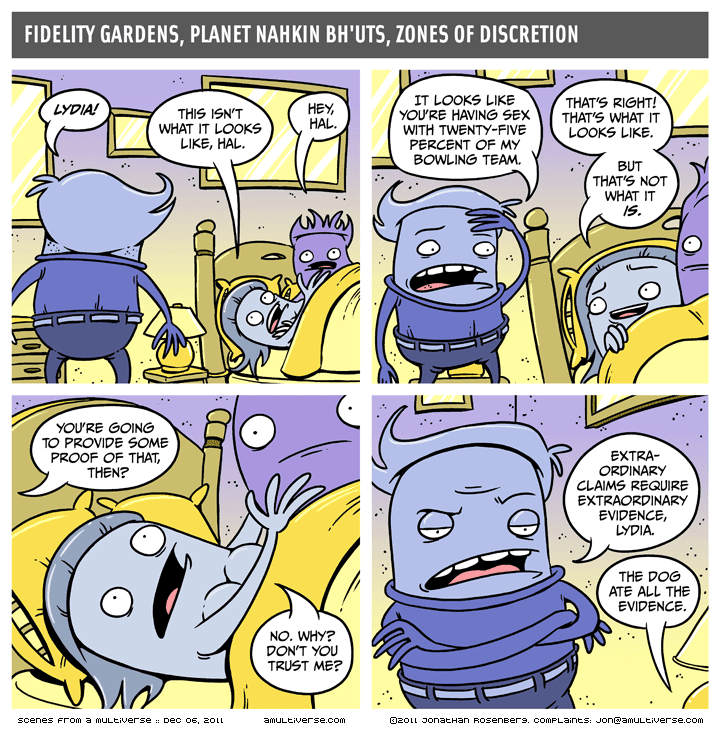 FIDELITY GARDENS, PLANET NAHKIN BH'UTS, ZONES OF DISCRETION
LYDIA!
THIS ISN'T
WHAT IT LOOKS
LIKE, HAL.
HEY,
HAL.
IT LOOKS LIKE
YOU'RE HAVING SEX
WITH TWENTY-FIVE
PERCENT OF MY
BOWLING TEAM.
THAT'S RIGHT!
THAT'S WHAT IT
LOOKS LIKE.
BUT
THAT'S NOT
WHAT IT
IS.
YOU'RE GOING
TO PROVIDE SOME
PROOF OF THAT,
THEN?
NO. WHY?
DON'T YOU
TRUST ME?
EXTRA-
ORDINARY
CLAIMS REQUIRE
EXTRAORDINARY
EVIDENCE,
LYDIA.
THE DOG
ATE ALL THE
EVIDENCE.
scenes from a multiverse :: Dec 06, 2011
amultiverse.com
©2011 Jonathan Rosenberg. Complaints: jon@amultiverse.com